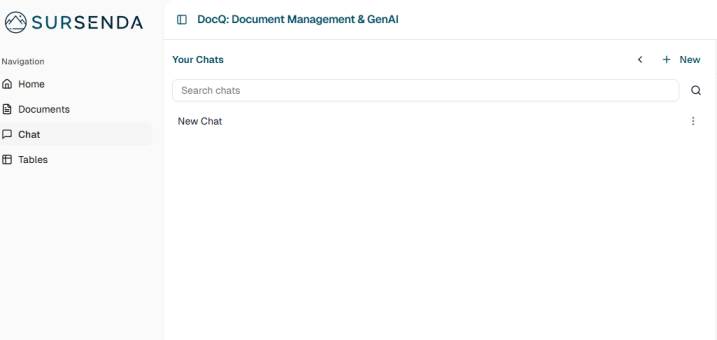 SURSENDA
DocQ: Document Management & GenAI
Navigation
Home
Documents
Chat
Tables
Your Chats
New
Search chats
New Chat